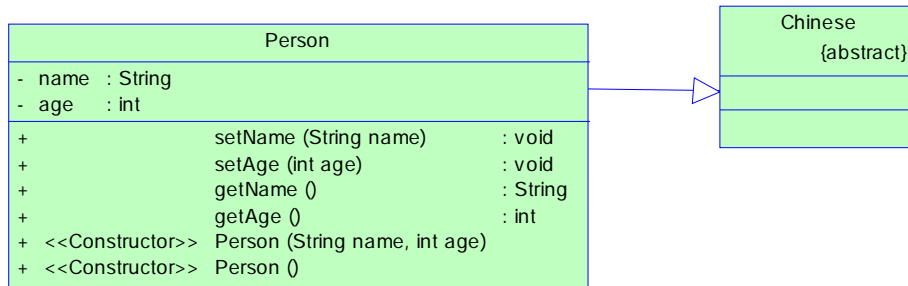 Person
- name : String
- age : int
+ setName (String name) : void
+ setAge (int age) : void
+ getName () : String
+ getAge () : int
+ <<Constructor>> Person (String name, int age)
+ <<Constructor>> Person ()
Chinese
{abstract}